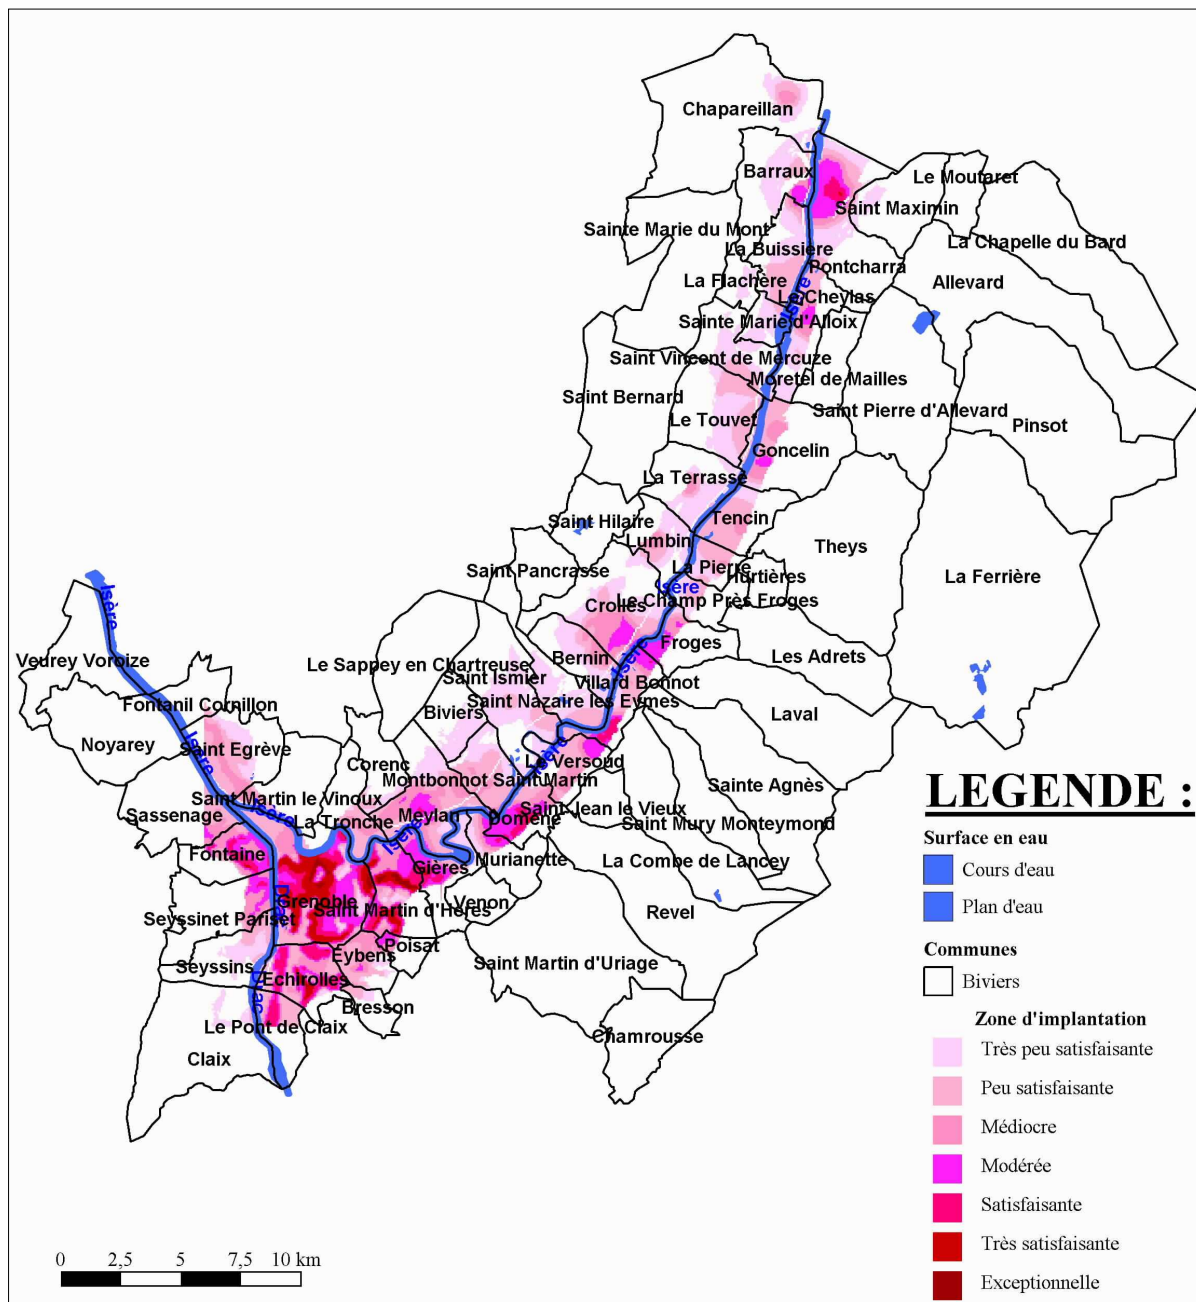 Chapareillan
Barraux
Le Moutaret
Saint Maximin
Sainte Marie du Mont
La Buissière
La Chapelle du Bard
Pontcharra
La Flachère
Allevard
Le Cheylas
Isère
Sainte Marie d'Alloix
Saint Vincent de Mercuze
Moretel de Mailles
Saint Bernard
Saint Pierre d'Allevard
Le Touvet
Pinsot
Goncelin
La Terrasse
Saint Hilaire
Tencin
Lumbin
Theys
Saint Pancrasse
La Pierre
Hurtières
La Ferrière
Isère
Crolles
Le Champ Près Froges
Isère
Froges
Veurey Voroize
Le Sappey en Chartreuse
Bernin
Isère
Les Adrets
Saint Ismier
Villard Bonnot
Fontanil Cornillon
Saint Nazaire les Eymes
Biviers
Laval
Noyarey
Saint Egrève
Isère
Corenc
Le Versoud
Isère
Montbonnot Saint Martin
Sainte Agnès
Saint Martin le Vinoux
Sassenage
Isère
La Tronche
Meylan
Saint Jean le Vieux
Domène
Saint Mury Monteymond
Isère
Fontaine
Gières
Murianette
La Combe de Lancey
Drac
Grenoble
Venon
Saint Martin d'Hères
Revel
Seyssinet Pariset
Poisat
Eybens
Seyssins
Saint Martin d'Uriage
Echirolles
Drac
Bresson
Le Pont de Claix
Chamrousse
Claix
LEGENDE :
Surface en eau
Cours d'eau
Plan d'eau
Communes
Biviers
Zone d'implantation
Très peu satisfaisante
Peu satisfaisante
Médiocre
Modérée
Satisfaisante
Très satisfaisante
Exceptionnelle
0 2,5 5 7,5 10 km